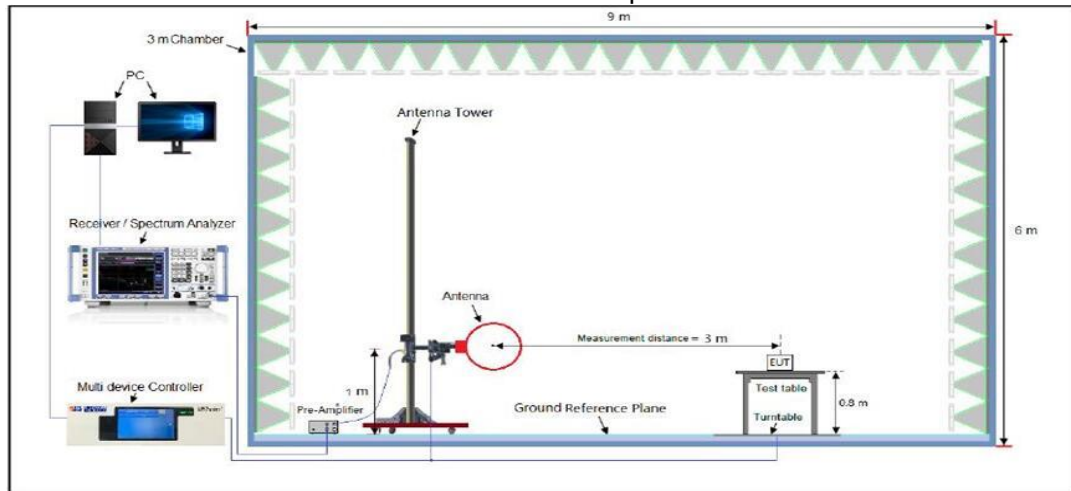 9 m
3 m Chamber
PC
Antenna Tower
Receiver / Spectrum Analyzer
6 m
Antenna
Measurement distance = 3 m
EUT
Multi device Controller
1 m
Test table
0.8 m
Pre-Amplifier
Ground Reference Plane
Turntable